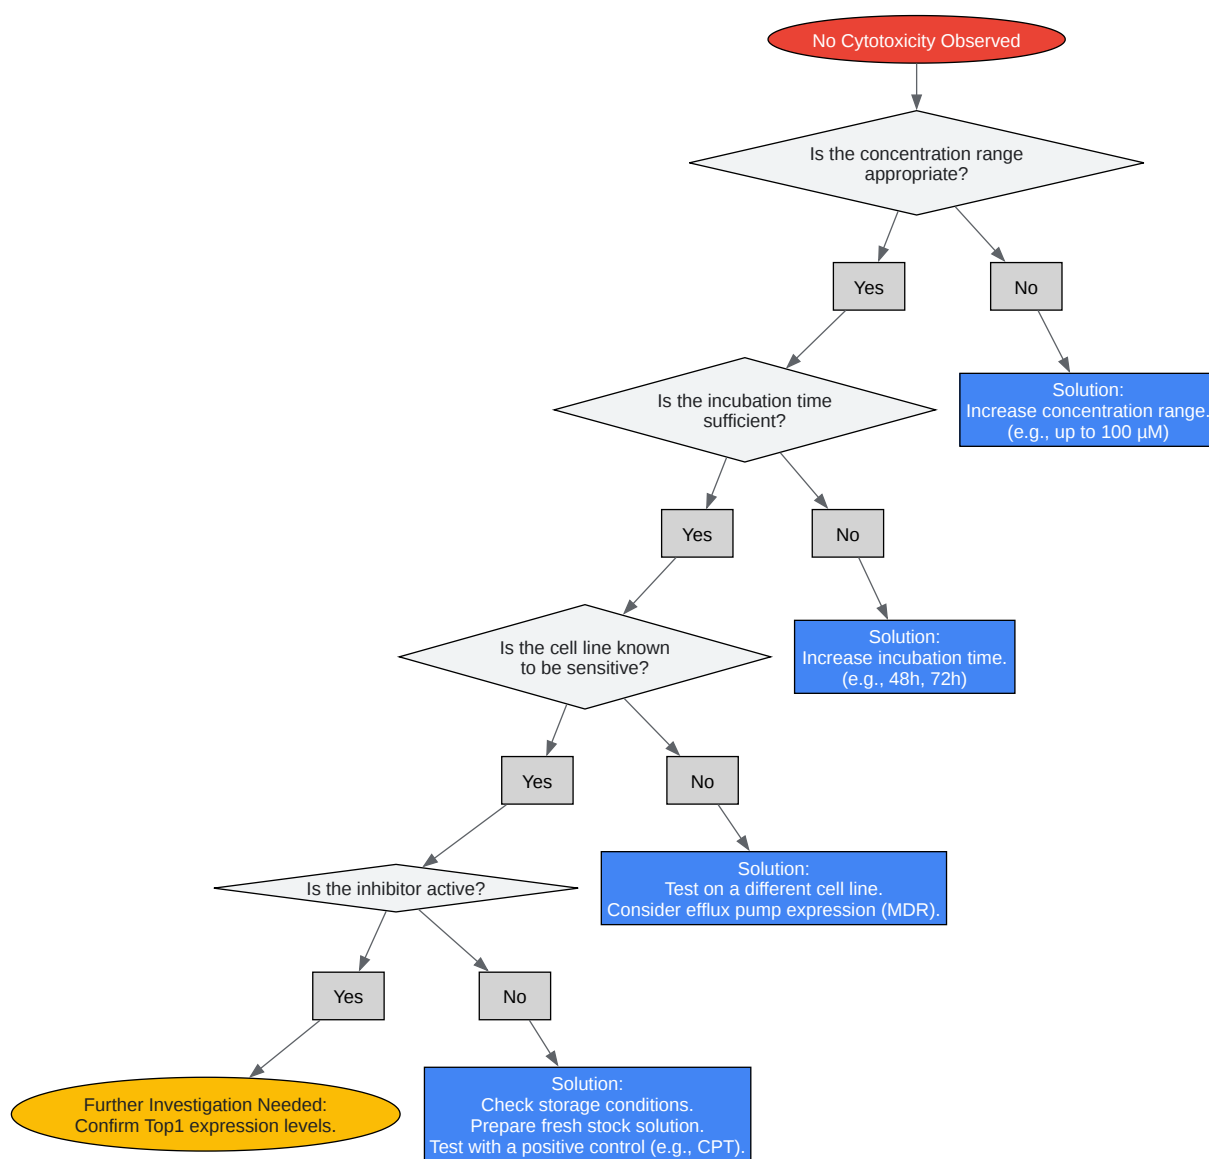 No Cytotoxicity Observed
Is the concentration range
appropriate?
Yes
No
Is the incubation time
sufficient?
Solution:
Increase concentration range.
(e.g., up to 100 µM)
Yes
No
Is the cell line known
to be sensitive?
Solution:
Increase incubation time.
(e.g., 48h, 72h)
Yes
No
Is the inhibitor active?
Solution:
Test on a different cell line.
Consider efflux pump expression (MDR).
Yes
No
Further Investigation Needed:
Confirm Top1 expression levels.
Solution:
Check storage conditions.
Prepare fresh stock solution.
Test with a positive control (e.g., CPT).